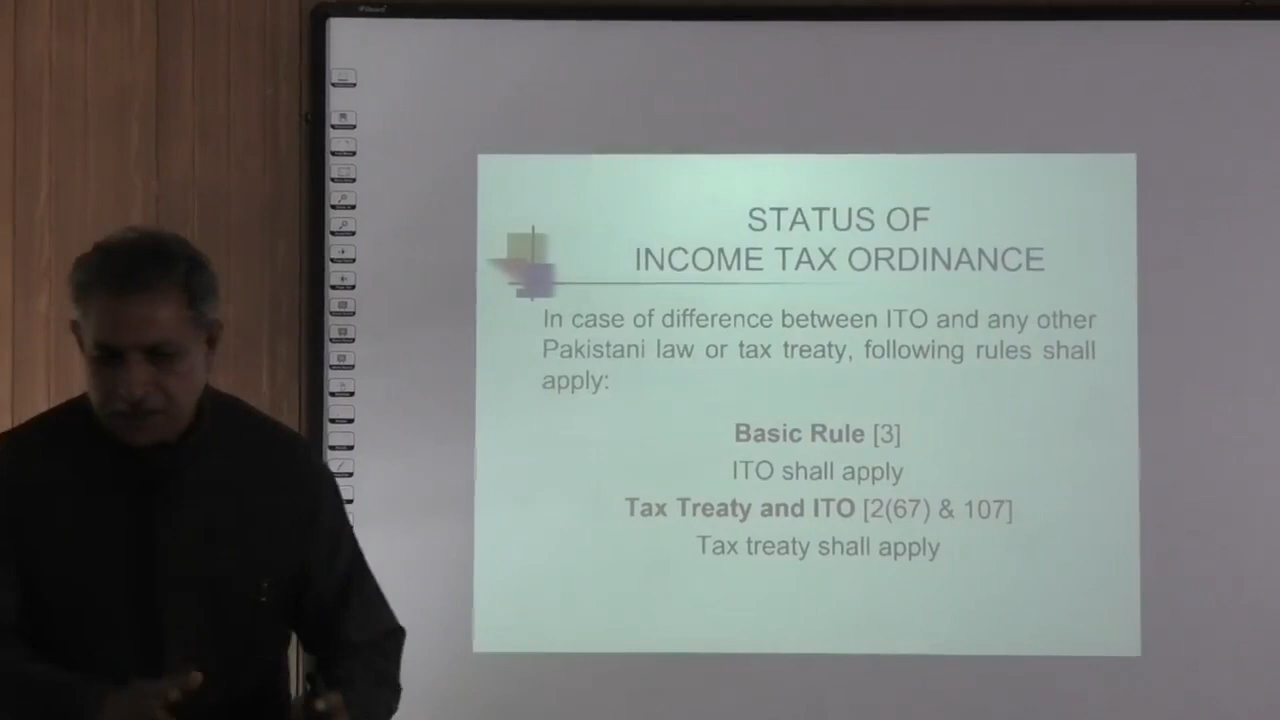 STATUS OF
INCOME TAX ORDINANCE
In case of difference between ITO and any other
Pakistani law or tax treaty, following rules shall
apply:
Basic Rule [3]
ITO shall apply
Tax Treaty and ITO [2(67) & 107]
Tax treaty shall apply